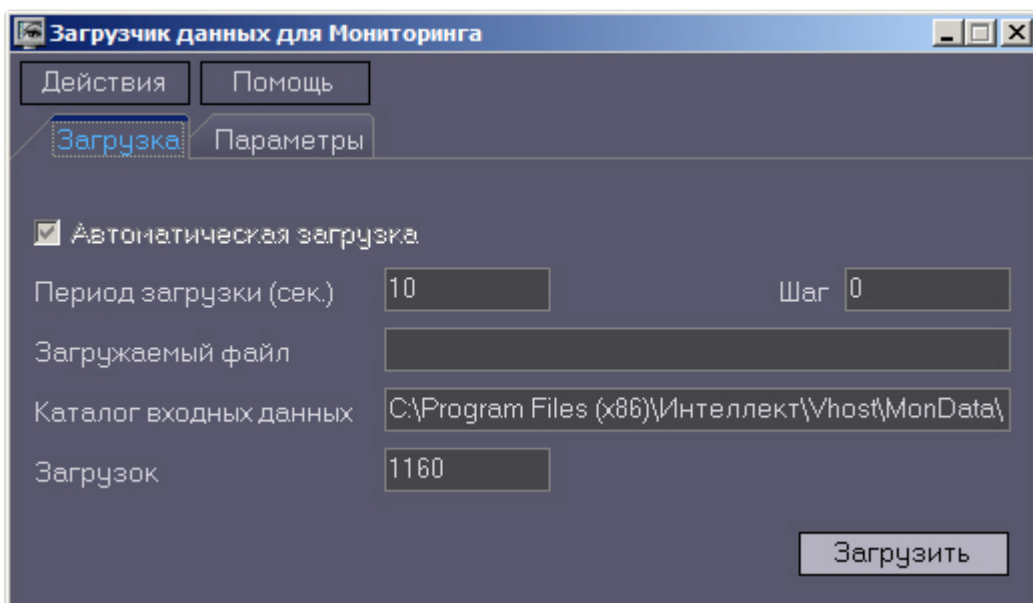 Загрузчик данных для Мониторинга
Действия Помощь
Загрузка Параметры
Автоматическая загрузка
Период загрузки (сек.) 10 Шаг 0
Загружаемый файл
Каталог входных данных C:\Program Files (x86)\Интеллект\Vhost\MonData\
Загрузок 1160
Загрузить